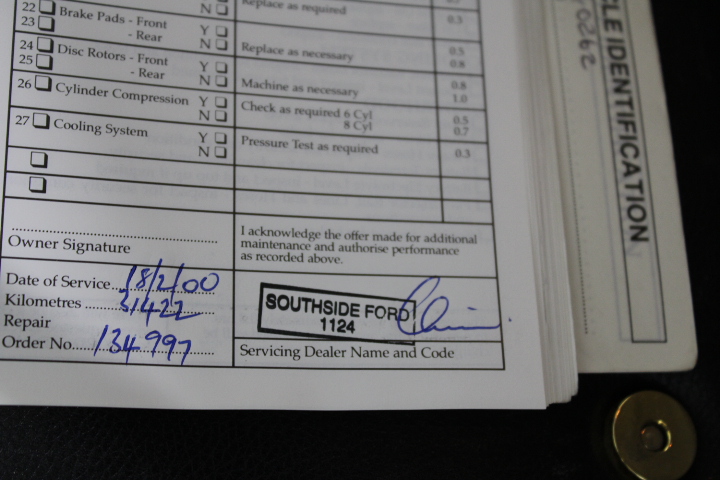 22 Brake Pads - Front N Replace as required 0.3
23 - Rear
N
24 Disc Rotors - Front Y Replace as necessary 0.5
25 - Rear N 0.8
26 Cylinder Compression Y Machine as necessary 0.8
N 1.0
Check as required 6 Cyl 0.5
8 Cyl 0.7
27 Cooling System Y Pressure Test as required 0.3
N
Owner Signature
I acknowledge the offer made for additional
maintenance and authorise performance
as recorded above.
Date of Service 18/2/00
Kilometres 31422
Repair
Order No. 134997
SOUTHSIDE FORD
1124
Servicing Dealer Name and Code
CLE IDENTIFICATION